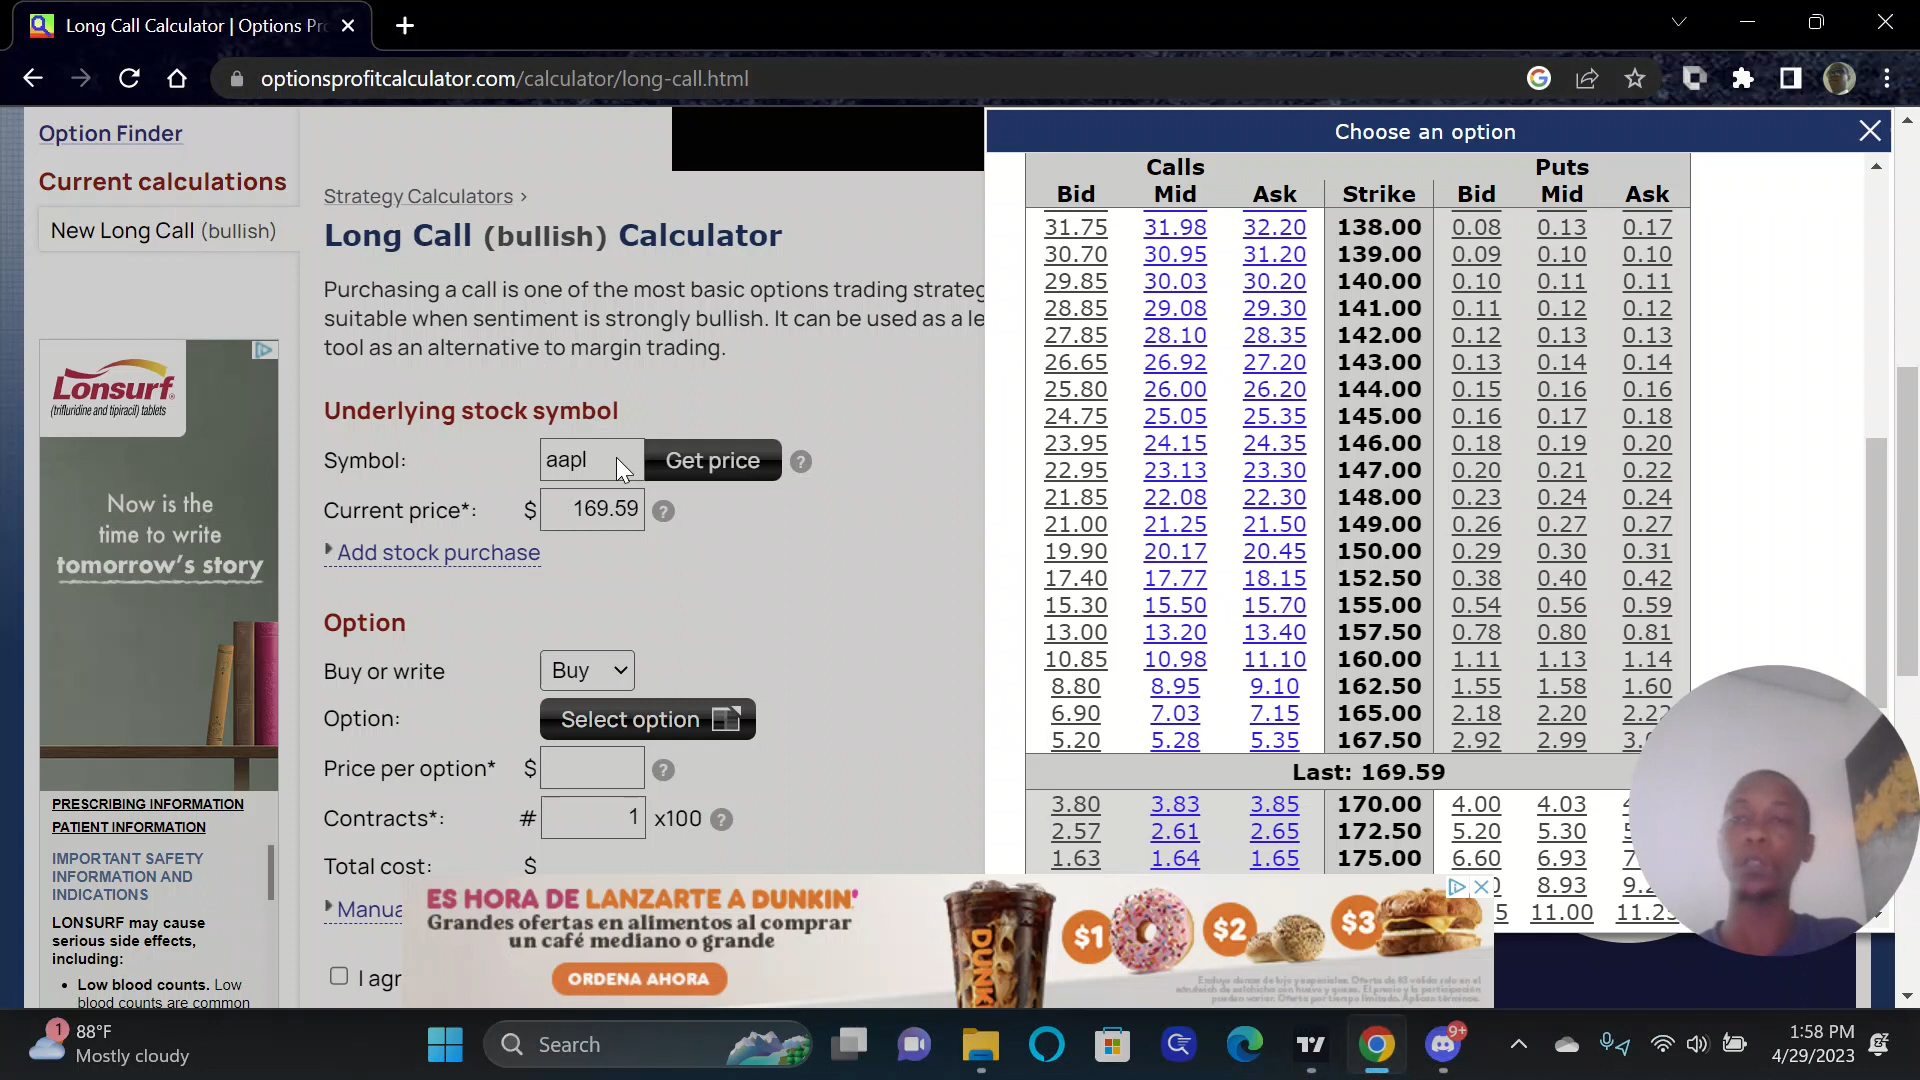 Long Call Calculator | Options Pr
optionsprofitcalculator.com/calculator/long-call.html
Option Finder
Current calculations
New Long Call (bullish)
Lonsurf
(trifluridine and tipiracil) tablets
Now is the
time to write
tomorrow's story
PRESCRIBING INFORMATION
PATIENT INFORMATION
IMPORTANT SAFETY
INFORMATION AND
INDICATIONS
LONSURF may cause
serious side effects,
including:
• Low blood counts. Low
blood counts are common
Strategy Calculators ›
Long Call (bullish) Calculator
Purchasing a call is one of the most basic options trading strateg
suitable when sentiment is strongly bullish. It can be used as a le
tool as an alternative to margin trading.
Underlying stock symbol
Symbol: aapl Get price ?
Current price*: $ 169.59 ?
Add stock purchase
Option
Buy or write Buy
Option: Select option
Price per option* $ ?
Contracts*: # 1 x100 ?
Total cost: $
Manua
I agr
Choose an option
Calls Puts
Bid Mid Ask Strike Bid Mid Ask
31.75 31.98 32.20 138.00 0.08 0.13 0.17
30.70 30.95 31.20 139.00 0.09 0.10 0.10
29.85 30.03 30.20 140.00 0.10 0.11 0.11
28.85 29.08 29.30 141.00 0.11 0.12 0.12
27.85 28.10 28.35 142.00 0.12 0.13 0.13
26.65 26.92 27.20 143.00 0.13 0.14 0.14
25.80 26.00 26.20 144.00 0.15 0.16 0.16
24.75 25.05 25.35 145.00 0.16 0.17 0.18
23.95 24.15 24.35 146.00 0.18 0.19 0.20
22.95 23.13 23.30 147.00 0.20 0.21 0.22
21.85 22.08 22.30 148.00 0.23 0.24 0.24
21.00 21.25 21.50 149.00 0.26 0.27 0.27
19.90 20.17 20.45 150.00 0.29 0.30 0.31
17.40 17.77 18.15 152.50 0.38 0.40 0.42
15.30 15.50 15.70 155.00 0.54 0.56 0.59
13.00 13.20 13.40 157.50 0.78 0.80 0.81
10.85 10.98 11.10 160.00 1.11 1.13 1.14
8.80 8.95 9.10 162.50 1.55 1.58 1.60
6.90 7.03 7.15 165.00 2.18 2.20 2.2
5.20 5.28 5.35 167.50 2.92 2.99 3.
Last: 169.59
3.80 3.83 3.85 170.00 4.00 4.03
2.57 2.61 2.65 172.50 5.20 5.30
1.63 1.64 1.65 175.00 6.60 6.93 7
0 8.93 9.2
5 11.00 11.2
ES HORA DE LANZARTE A DUNKIN'
Grandes ofertas en alimentos al comprar
un café mediano o grande
ORDENA AHORA
DUNKIN
$1
$2
$3
88°F
1
Mostly cloudy
Search
9+
1:58 PM
4/29/2023